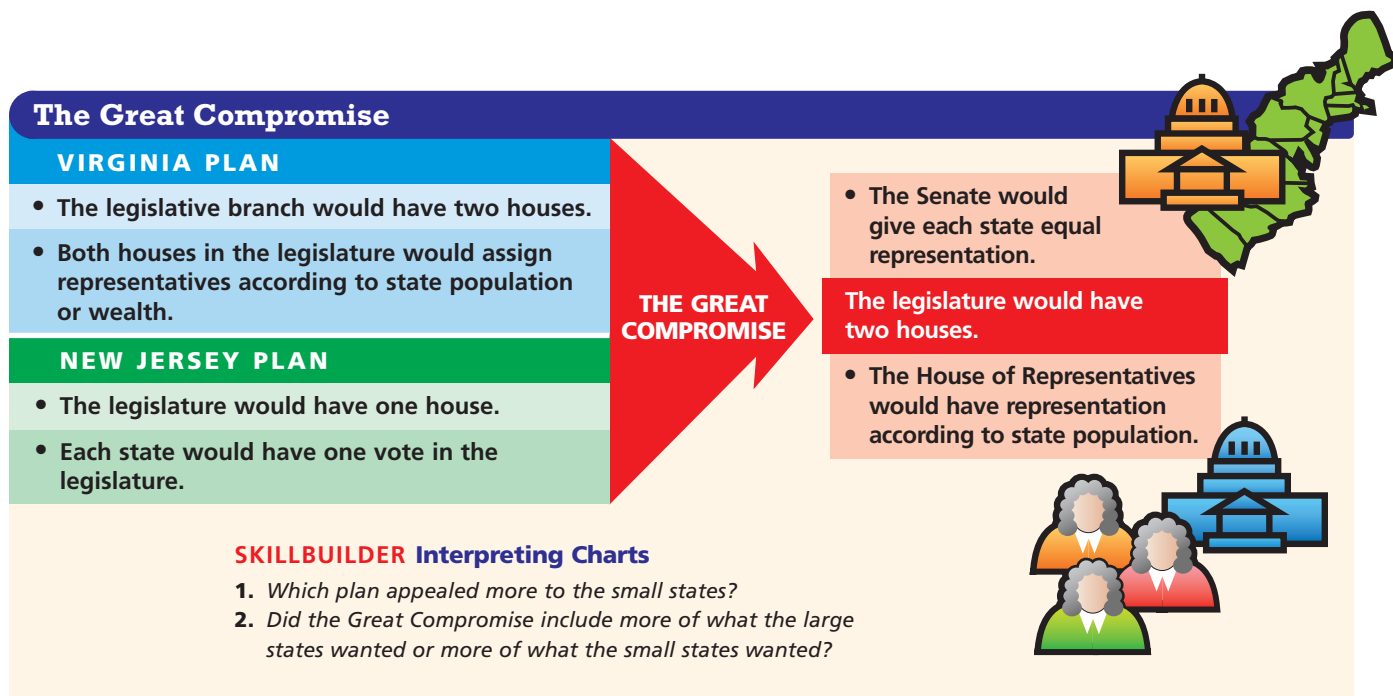 The Great Compromise
VIRGINIA PLAN
• The legislative branch would have two houses.
• Both houses in the legislature would assign
representatives according to state population
or wealth.
NEW JERSEY PLAN
• The legislature would have one house.
• Each state would have one vote in the
legislature.
THE GREAT
COMPROMISE
• The Senate would
give each state equal
representation.
The legislature would have
two houses.
• The House of Representatives
would have representation
according to state population.
SKILLBUILDER Interpreting Charts
1. Which plan appealed more to the small states?
2. Did the Great Compromise include more of what the large
states wanted or more of what the small states wanted?